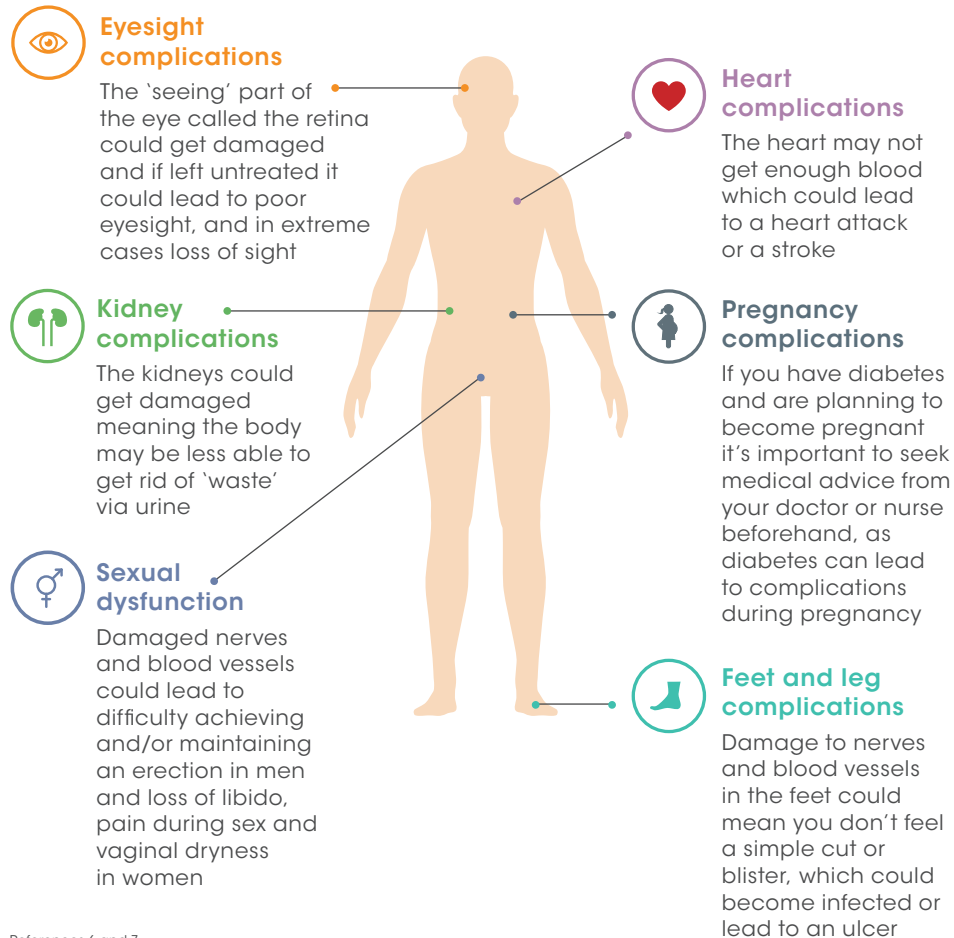 Eyesight
complications
The ‘seeing’ part of
the eye called the retina
could get damaged
and if left untreated it
could lead to poor
eyesight, and in extreme
cases loss of sight
Kidney
complications
The kidneys could
get damaged
meaning the body
may be less able to
get rid of ‘waste’
via urine
Sexual
dysfunction
Damaged nerves
and blood vessels
could lead to
difficulty achieving
and/or maintaining
an erection in men
and loss of libido,
pain during sex and
vaginal dryness
in women
Heart
complications
The heart may not
get enough blood
which could lead
to a heart attack
or a stroke
Pregnancy
complications
If you have diabetes
and are planning to
become pregnant
it’s important to seek
medical advice from
your doctor or nurse
beforehand, as
diabetes can lead
to complications
during pregnancy
Feet and leg
complications
Damage to nerves
and blood vessels
in the feet could
mean you don’t feel
a simple cut or
blister, which could
become infected or
lead to an ulcer